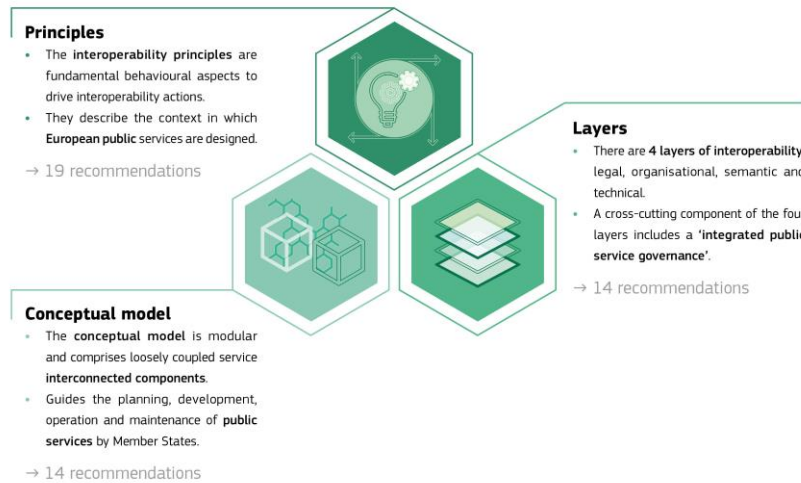 Principles
• The interoperability principles are
fundamental behavioural aspects to
drive interoperability actions.
• They describe the context in which
European public services are designed.
→ 19 recommendations
Layers
• There are 4 layers of interoperability
legal, organisational, semantic and
technical.
• A cross-cutting component of the four
layers includes a ‘integrated public
service governance’.
→ 14 recommendations
Conceptual model
• The conceptual model is modular
and comprises loosely coupled service
interconnected components.
• Guides the planning, development,
operation and maintenance of public
services by Member States.
→ 14 recommendations